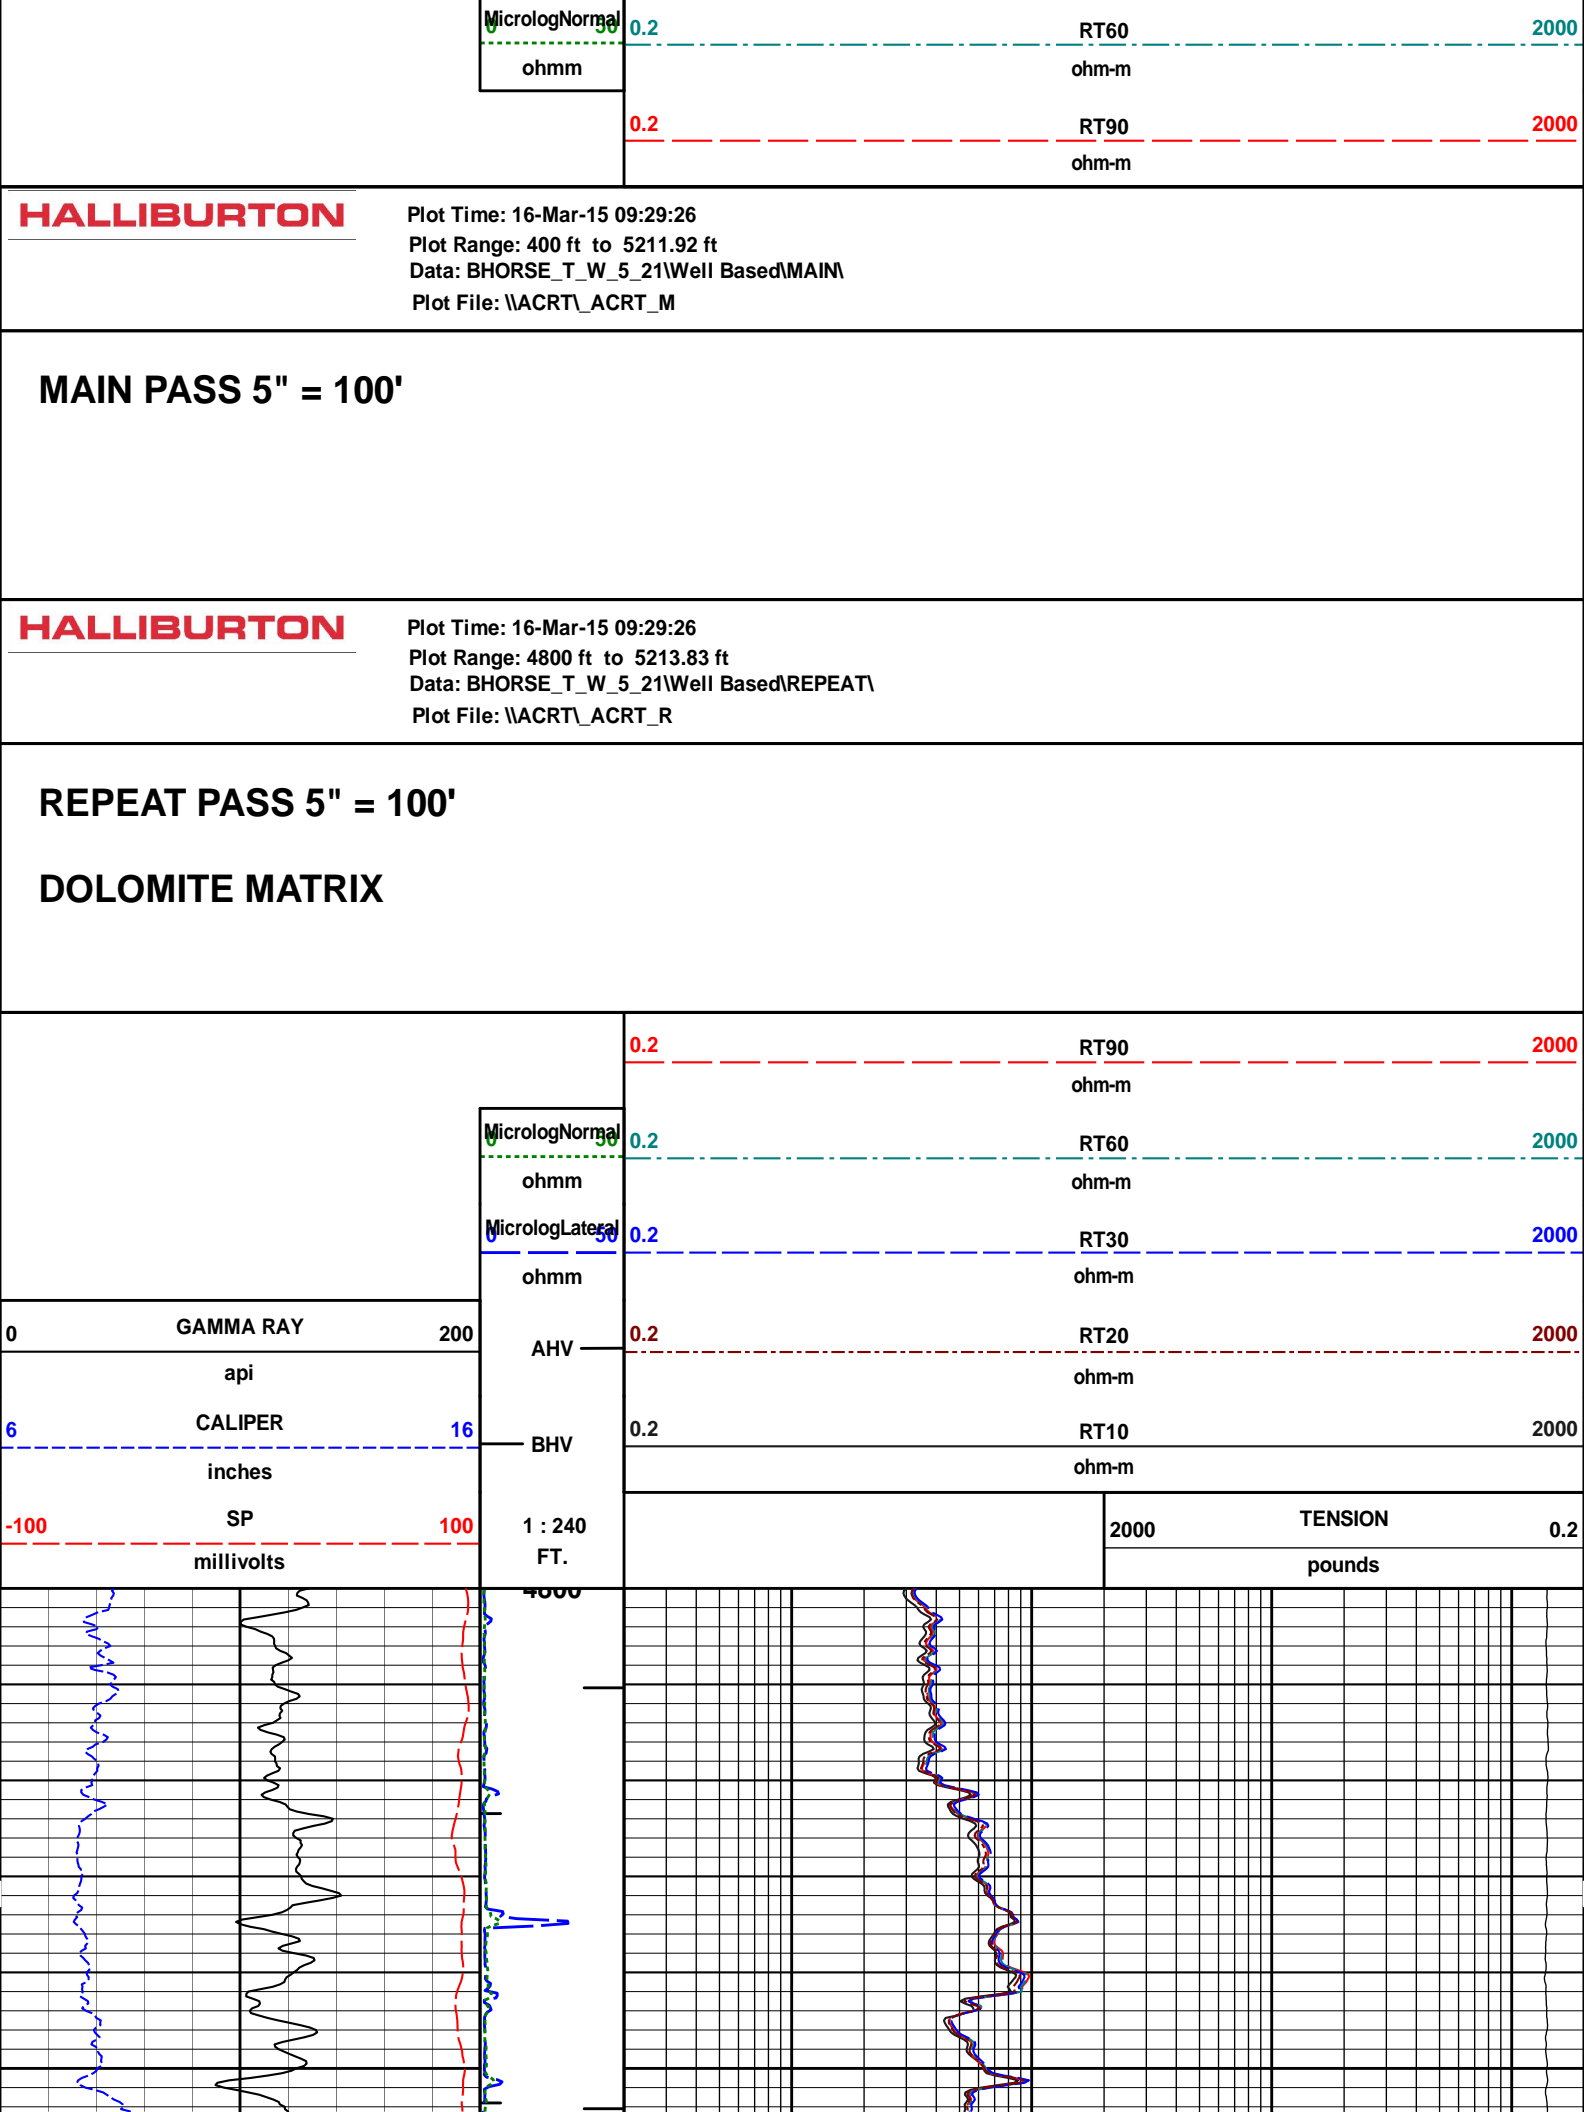 MicrologNormal
0 50
ohmm
0.2 RT60 2000
ohm-m
0.2 RT90 2000
ohm-m
HALLIBURTON
Plot Time: 16-Mar-15 09:29:26
Plot Range: 400 ft to 5211.92 ft
Data: BHORSE_T_W_5_21\Well Based\MAIN\
Plot File: \\ACRT\_ACRT_M
MAIN PASS 5" = 100'
HALLIBURTON
Plot Time: 16-Mar-15 09:29:26
Plot Range: 4800 ft to 5213.83 ft
Data: BHORSE_T_W_5_21\Well Based\REPEAT\
Plot File: \\ACRT\_ACRT_R
REPEAT PASS 5" = 100'
DOLOMITE MATRIX
0.2 RT90 2000
ohm-m
MicrologNormal
0 50
ohmm
0.2 RT60 2000
ohm-m
MicrologLateral
0 50
ohmm
0.2 RT30 2000
ohm-m
0 GAMMA RAY 200
api
AHV
0.2 RT20 2000
ohm-m
6 CALIPER 16
inches
BHV
0.2 RT10 2000
ohm-m
-100 SP 100
millivolts
1 : 240
FT.
2000 TENSION 0.2
pounds
4800